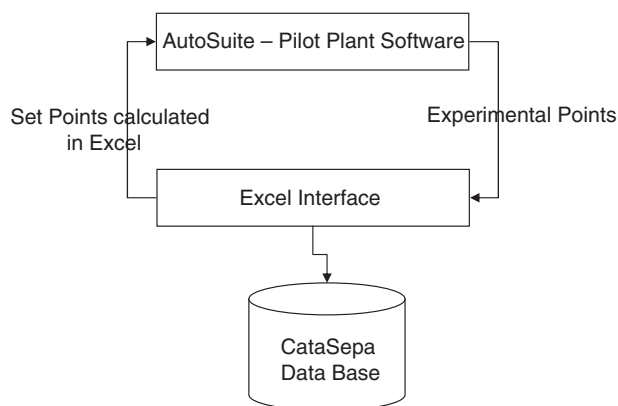 AutoSuite – Pilot Plant Software
Set Points calculated
in Excel
Experimental Points
Excel Interface
CataSepa
Data Base